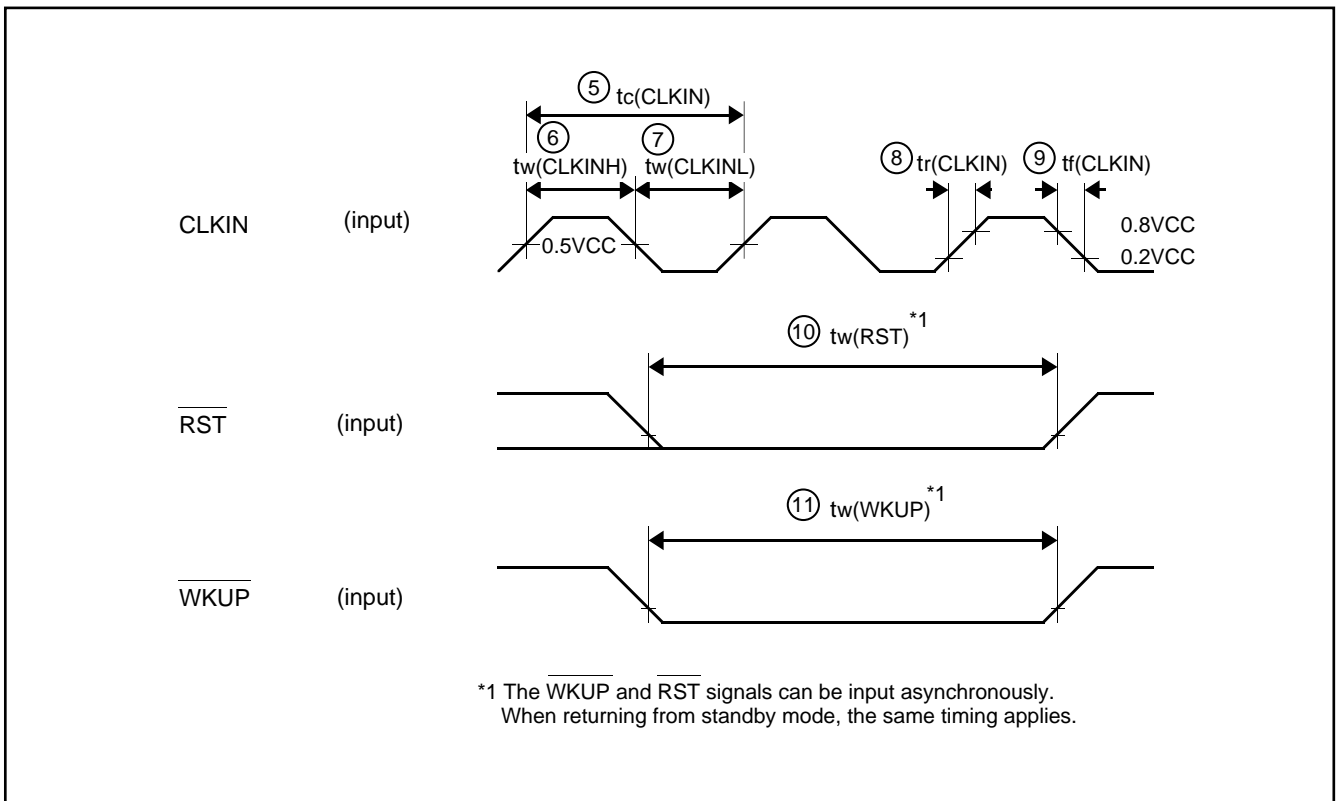 ⑤ tc(CLKIN)
⑥ ⑦
tw(CLKINH) tw(CLKINL)
⑧ tr(CLKIN) ⑨ tf(CLKIN)
CLKIN (input)
0.5VCC
0.8VCC
0.2VCC
⑩ tw(RST)*1
RST (input)
⑪ tw(WKUP)*1
WKUP (input)
*1 The WKUP and RST signals can be input asynchronously.
When returning from standby mode, the same timing applies.